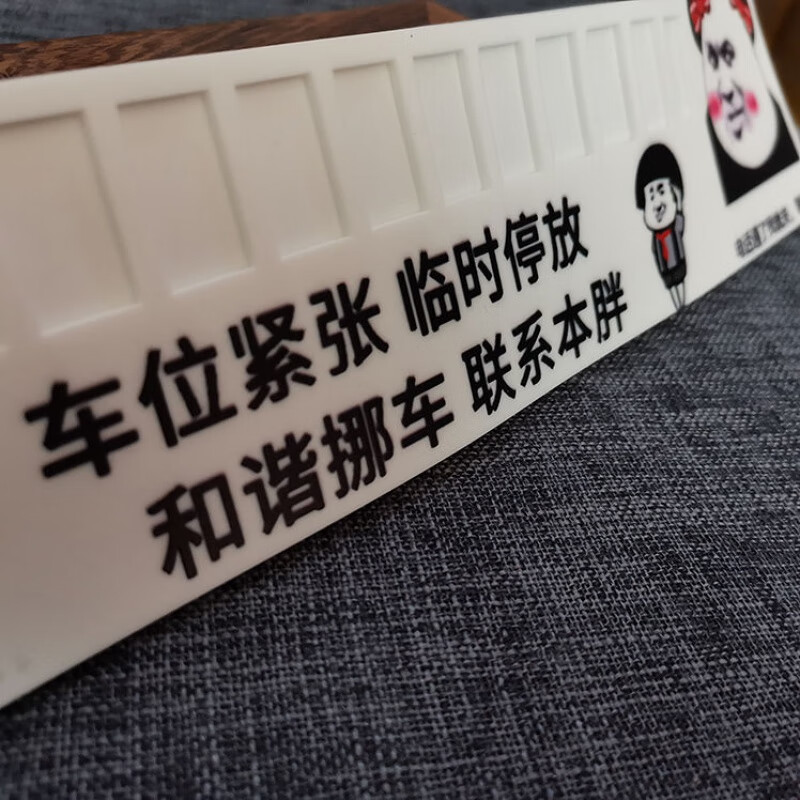 车位紧张 临时停放
和谐挪车 联系本胖